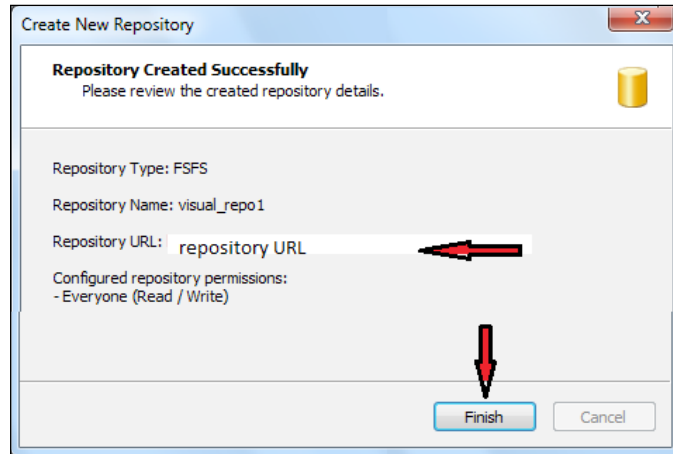 Create New Repository
Repository Created Successfully
Please review the created repository details.
Repository Type: FSFS
Repository Name: visual_repo1
Repository URL: repository URL
Configured repository permissions:
- Everyone (Read / Write)
Finish Cancel